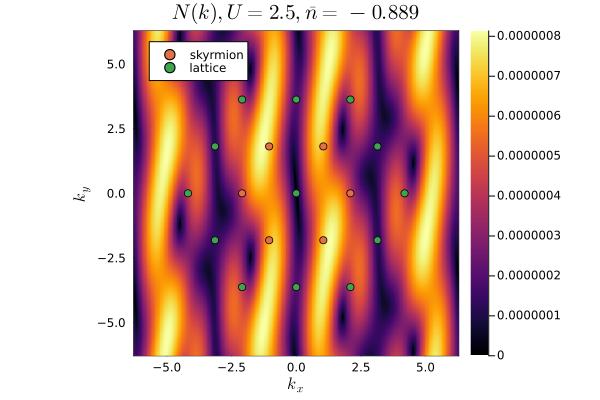 N(k), U = 2.5, n̄ = − 0.889
skyrmion
lattice
5.0
2.5
0.0
−2.5
−5.0
k_y
−5.0 −2.5 0.0 2.5 5.0
k_x
0.0000008
0.0000007
0.0000006
0.0000005
0.0000004
0.0000003
0.0000002
0.0000001
0